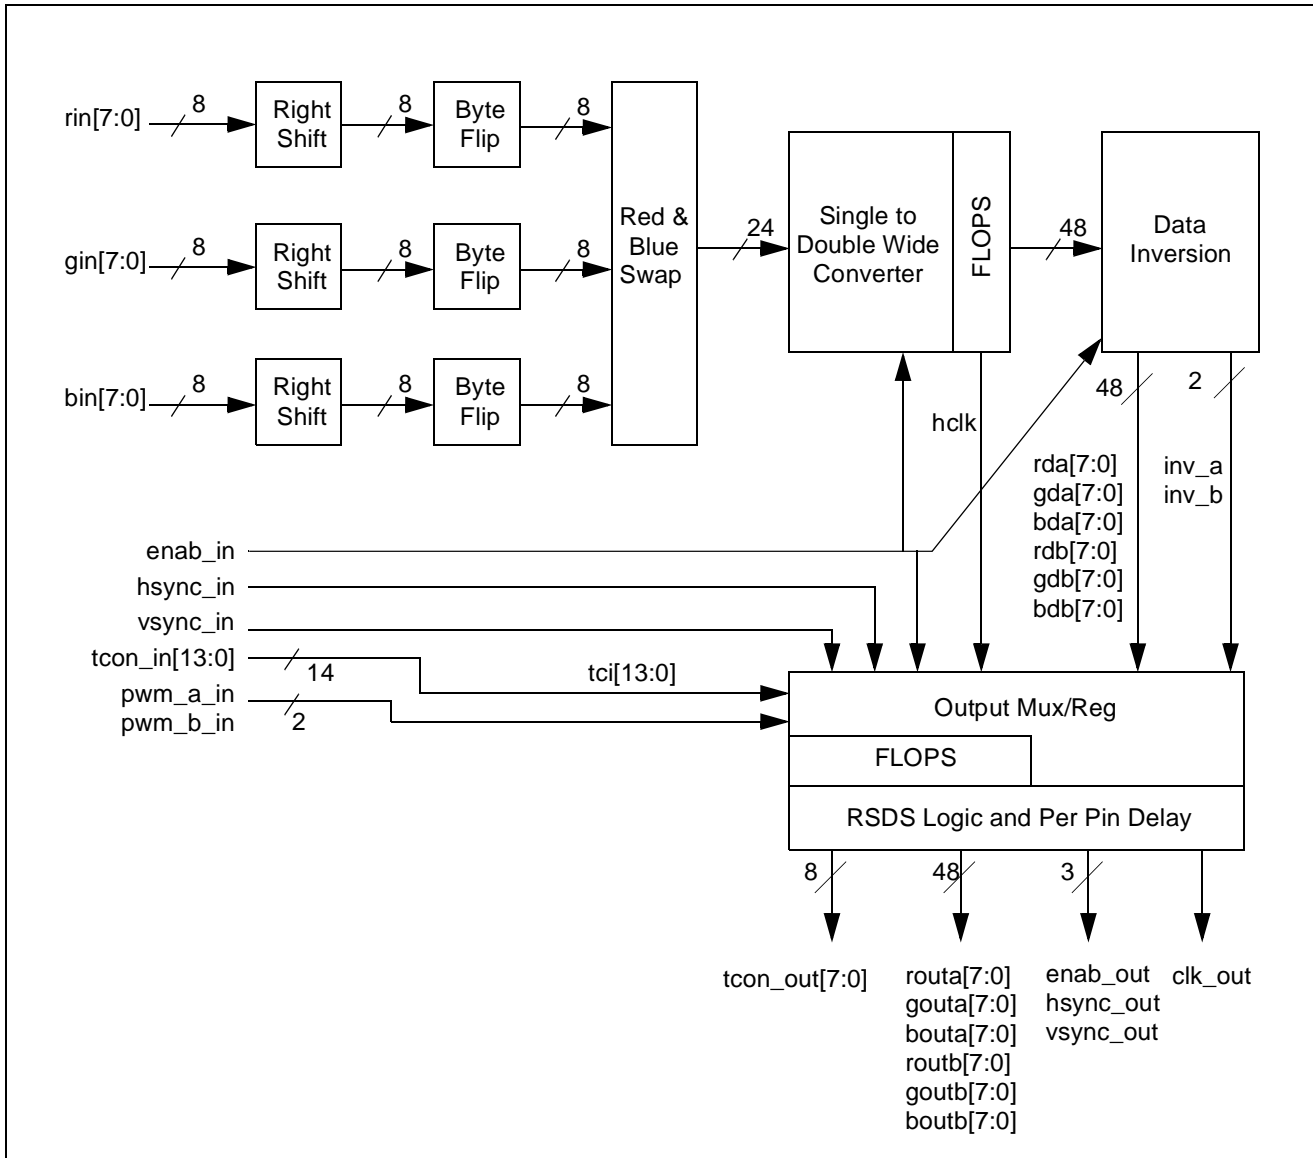 rin[7:0]
8
Right
Shift
8
Byte
Flip
8
gin[7:0]
8
Right
Shift
8
Byte
Flip
8
bin[7:0]
8
Right
Shift
8
Byte
Flip
8
Red &
Blue
Swap
24
Single to
Double Wide
Converter
FLOPS
48
Data
Inversion
48
2
hclk
rda[7:0]
gda[7:0]
bda[7:0]
rdb[7:0]
gdb[7:0]
bdb[7:0]
inv_a
inv_b
enab_in
hsync_in
vsync_in
tcon_in[13:0]
14
tci[13:0]
pwm_a_in
pwm_b_in
2
Output Mux/Reg
FLOPS
RSDS Logic and Per Pin Delay
8
48
3
tcon_out[7:0]
routa[7:0]
gouta[7:0]
bouta[7:0]
routb[7:0]
goutb[7:0]
boutb[7:0]
enab_out
hsync_out
vsync_out
clk_out